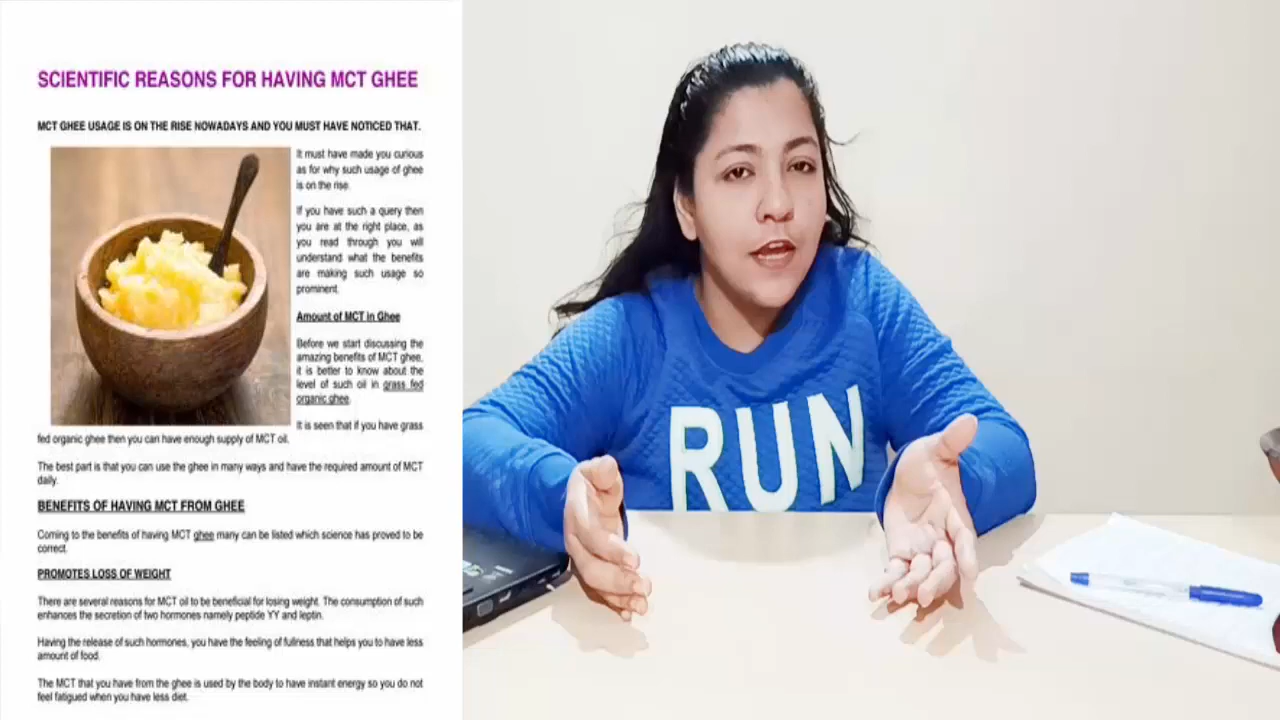 SCIENTIFIC REASONS FOR HAVING MCT GHEE
MCT GHEE USAGE IS ON THE RISE NOWADAYS AND YOU MUST HAVE NOTICED THAT.
It must have made you curious
as for why such usage of ghee
is on the rise.
If you have such a query then
you are at the right place, as
you read through you will
understand what the benefits
are making such usage so
prominent.
Amount of MCT in Ghee
Before we start discussing the
amazing benefits of MCT ghee,
it is better to know about the
level of such oil in grass fed
organic ghee.
It is seen that if you have grass
fed organic ghee then you can have enough supply of MCT oil.
The best part is that you can use the ghee in many ways and have the required amount of MCT
daily.
BENEFITS OF HAVING MCT FROM GHEE
Coming to the benefits of having MCT ghee many can be listed which science has proved to be
correct.
PROMOTES LOSS OF WEIGHT
There are several reasons for MCT oil to be beneficial for losing weight. The consumption of such
enhances the secretion of two hormones namely peptide YY and leptin.
Having the release of such hormones, you have the feeling of fullness that helps you to have less
amount of food.
The MCT that you have from the ghee is used by the body to have instant energy so you do not
feel fatigued when you have less diet.
RUN